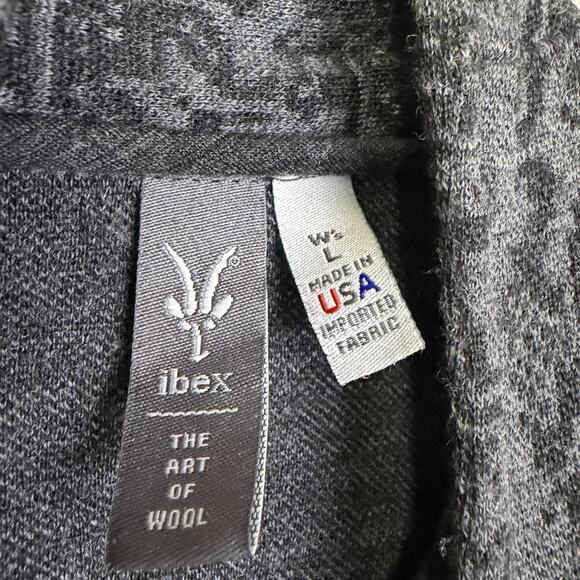 ®
ibex
THE
ART
OF
WOOL
W's
L
MADE IN
USA
IMPORTED
FABRIC